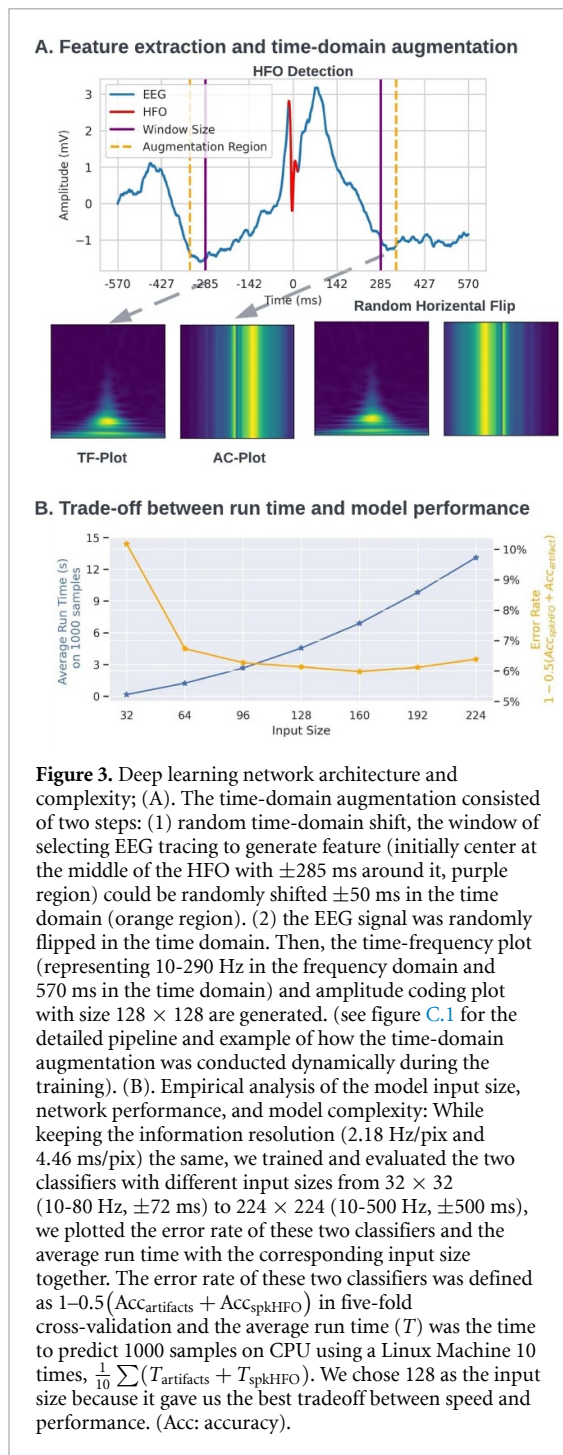 A. Feature extraction and time-domain augmentation
HFO Detection
EEG
HFO
Window Size
Augmentation Region
Amplitude (mV)
3
2
1
0
−1
-570 -427 -285 -142 0 142 285 427 570
Time (ms)
Random Horizental Flip
TF-Plot AC-Plot
B. Trade-off between run time and model performance
Average Run Time (s)
on 1000 samples
15
12
9
6
3
0
10%
9%
8%
7%
6%
5%
Error Rate
1 − 0.5(Acc_spkHFO + Acc_artifact)
32 64 96 128 160 192 224
Input Size
Figure 3. Deep learning network architecture and
complexity; (A). The time-domain augmentation consisted
of two steps: (1) random time-domain shift, the window of
selecting EEG tracing to generate feature (initially center at
the middle of the HFO with ±285 ms around it, purple
region) could be randomly shifted ±50 ms in the time
domain (orange region). (2) the EEG signal was randomly
flipped in the time domain. Then, the time-frequency plot
(representing 10-290 Hz in the frequency domain and
570 ms in the time domain) and amplitude coding plot
with size 128 × 128 are generated. (see figure C.1 for the
detailed pipeline and example of how the time-domain
augmentation was conducted dynamically during the
training). (B). Empirical analysis of the model input size,
network performance, and model complexity: While
keeping the information resolution (2.18 Hz/pix and
4.46 ms/pix) the same, we trained and evaluated the two
classifiers with different input sizes from 32 × 32
(10-80 Hz, ±72 ms) to 224 × 224 (10-500 Hz, ±500 ms),
we plotted the error rate of these two classifiers and the
average run time with the corresponding input size
together. The error rate of these two classifiers was defined
as 1–0.5(Acc_artifacts + Acc_spkHFO) in five-fold
cross-validation and the average run time (T) was the time
to predict 1000 samples on CPU using a Linux Machine 10
times, 1/10 ∑(T_artifacts + T_spkHFO). We chose 128 as the input
size because it gave us the best tradeoff between speed and
performance. (Acc: accuracy).